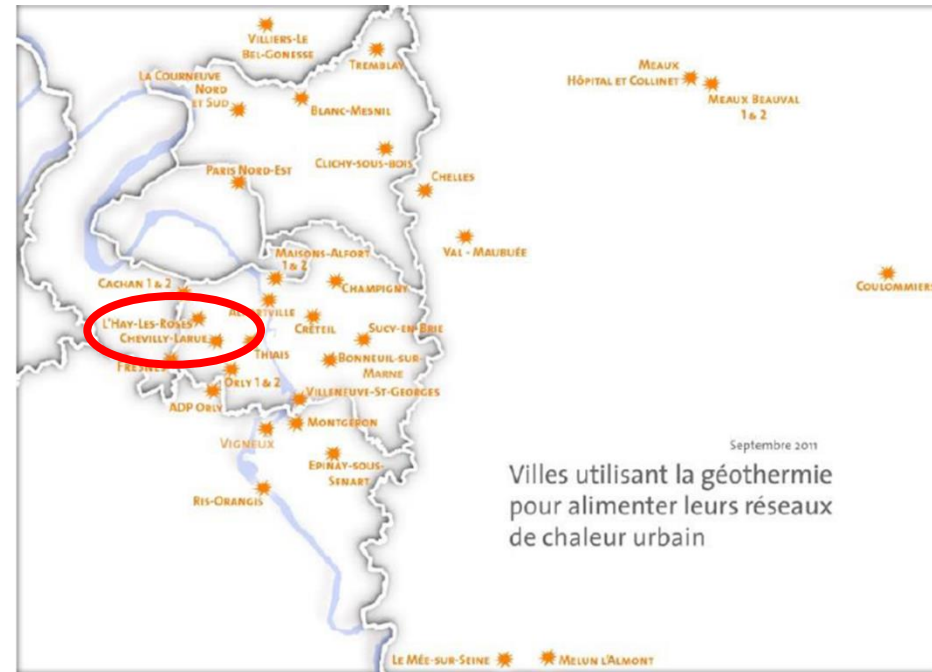 VILLIERS-LE
BEL-GONESSE
TREMBLAY
LA COURNEUVE
NORD
ET SUD
BLANC-MESNIL
MEAUX
HÔPITAL ET COLLINET
MEAUX BEAUVAL
1 & 2
CLICHY-SOUS-BOIS
PARIS NORD-EST
CHELLES
VAL - MAUBUÉE
MAISONS-ALFORT
1 & 2
CACHAN 1 & 2
CHAMPIGNY
COULOMMIERS
L'HAY-LES-ROSES
CHEVILLY-LARUE
CRÉTEIL
SUCY-EN-BRIE
THIAIS
BONNEUIL-SUR-
MARNE
FRESNES
ORLY 1 & 2
ADP ORLY
VILLENEUVE-ST-GEORGES
MONTGERON
VIGNEUX
EPINAY-SOUS-
SENART
RIS-ORANGIS
Septembre 2011
Villes utilisant la géothermie
pour alimenter leurs réseaux
de chaleur urbain
LE MÉE-SUR-SEINE
MELUN L'ALMONT